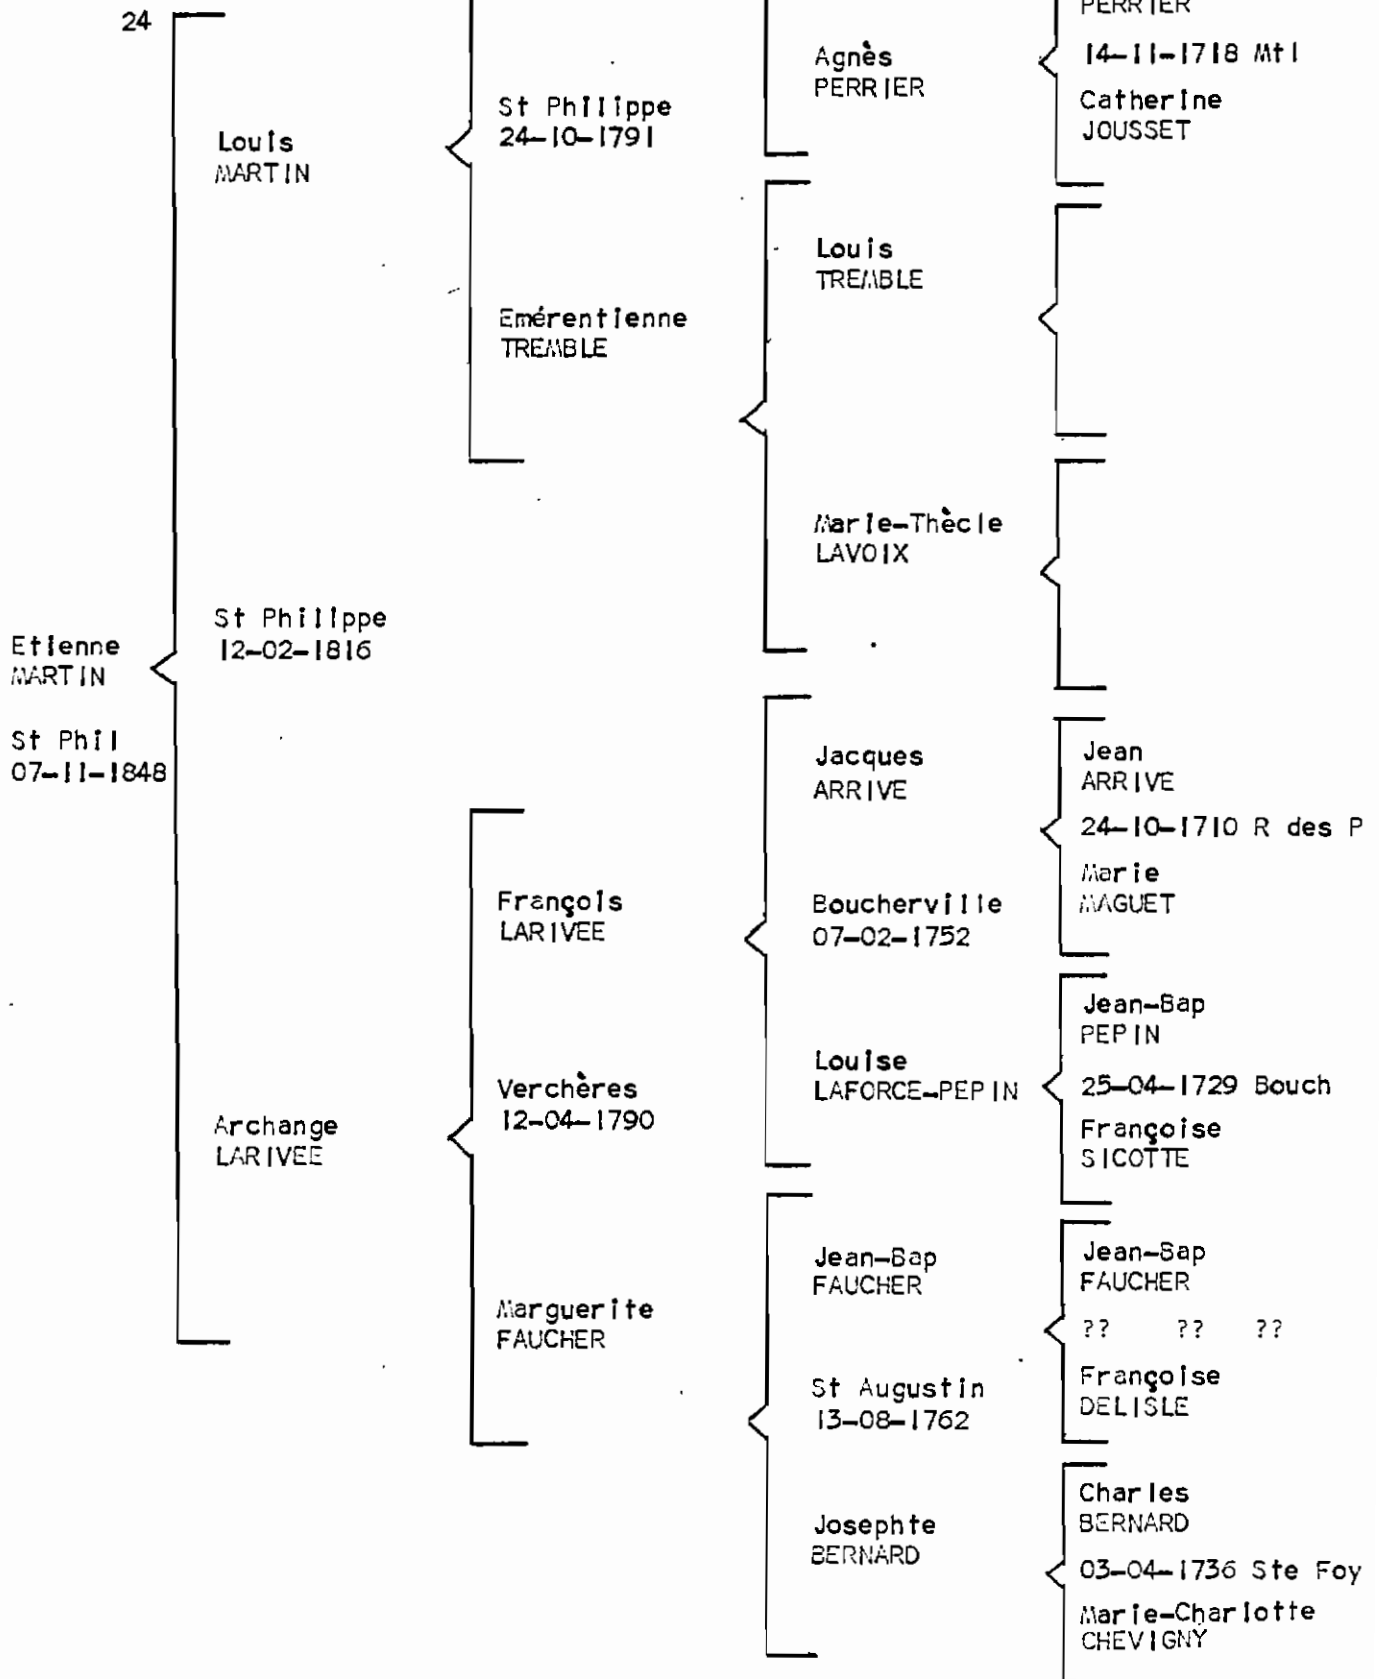 24
Etienne
MARTIN
St Phil
07-11-1848
Louis
MARTIN
St Philippe
12-02-1816
Archange
LARIVEE
St Philippe
24-10-1791
Emérentienne
TREMBLE
François
LARIVEE
Verchères
12-04-1790
Marguerite
FAUCHER
Agnès
PERRIER
Louis
TREMBLE
Marie-Thècle
LAVOIX
Jacques
ARRIVE
Boucherville
07-02-1752
Louise
LAFORCE-PEPIN
Jean-Bap
FAUCHER
St Augustin
13-08-1762
Josephte
BERNARD
PERRIER
14-11-1718 Mtl
Catherine
JOUSSET
Jean
ARRIVE
24-10-1710 R des P
Marie
MAGUET
Jean-Bap
PEPIN
25-04-1729 Bouch
Françoise
SICOTTE
Jean-Bap
FAUCHER
?? ?? ??
Françoise
DELISLE
Charles
BERNARD
03-04-1736 Ste Foy
Marie-Charlotte
CHEVIGNY